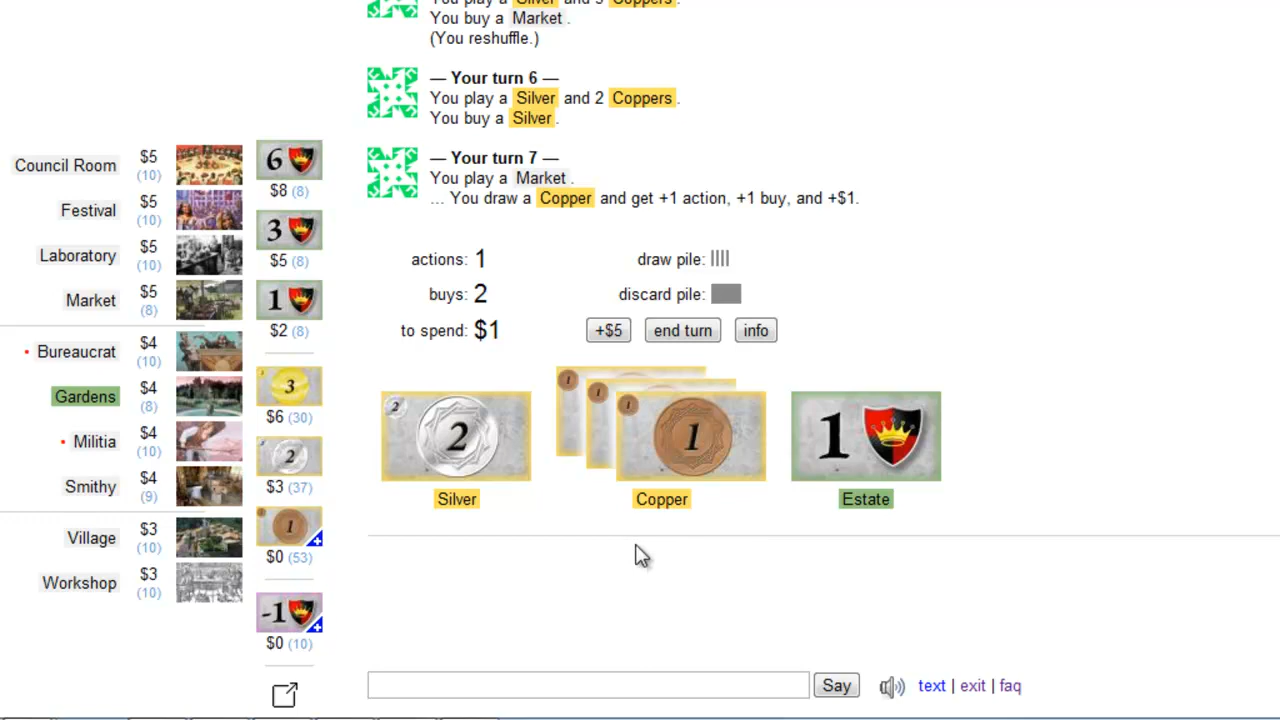 You buy a Market.
(You reshuffle.)
— Your turn 6 —
You play a Silver and 2 Coppers.
You buy a Silver.
— Your turn 7 —
You play a Market.
... You draw a Copper and get +1 action, +1 buy, and +$1.
Council Room $5 (10)
Festival $5 (10)
Laboratory $5 (10)
Market $5 (8)
Bureaucrat $4 (10)
Gardens $4 (8)
Militia $4 (10)
Smithy $4 (9)
Village $3 (10)
Workshop $3 (10)
6
$8 (8)
3
$5 (8)
1
$2 (8)
3
$6 (30)
2
$3 (37)
1
$0 (53)
-1
$0 (10)
actions: 1 draw pile:
buys: 2 discard pile:
to spend: $1 +$5 end turn info
2 2 1 1 1 1 1
Silver Copper Estate
Say text | exit | faq